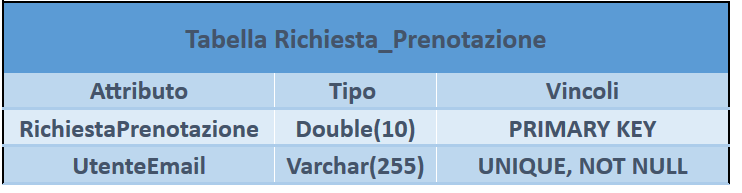 Tabella Richiesta_Prenotazione
Attributo Tipo Vincoli
RichiestaPrenotazione Double(10) PRIMARY KEY
UtenteEmail Varchar(255) UNIQUE, NOT NULL